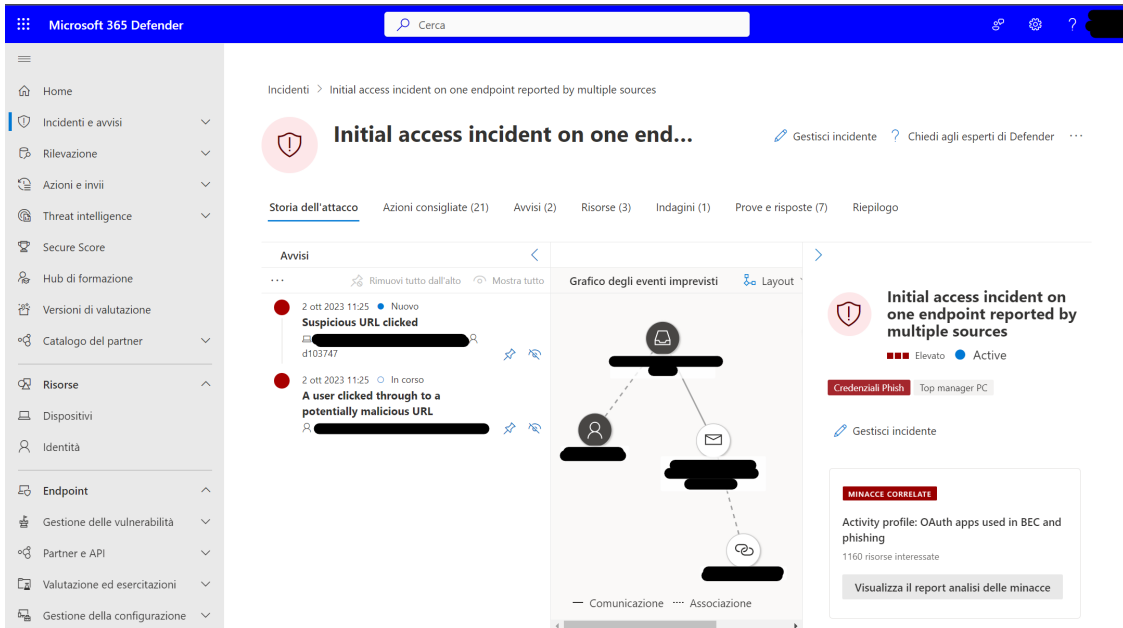 Microsoft 365 Defender
Cerca
?
Home
Incidenti e avvisi
Rilevazione
Azioni e invii
Threat intelligence
Secure Score
Hub di formazione
Versioni di valutazione
Catalogo del partner
Risorse
Dispositivi
Identità
Endpoint
Gestione delle vulnerabilità
Partner e API
Valutazione ed esercitazioni
Gestione della configurazione
Incidenti > Initial access incident on one endpoint reported by multiple sources
Initial access incident on one end...
Gestisci incidente ? Chiedi agli esperti di Defender ...
Storia dell'attacco Azioni consigliate (21) Avvisi (2) Risorse (3) Indagini (1) Prove e risposte (7) Riepilogo
Avvisi
... Rimuovi tutto dall'alto Mostra tutto
2 ott 2023 11:25 Nuovo
Suspicious URL clicked
d103747
2 ott 2023 11:25 In corso
A user clicked through to a
potentially malicious URL
Grafico degli eventi imprevisti Layout
Comunicazione Associazione
Initial access incident on
one endpoint reported by
multiple sources
Elevato Active
Credenziali Phish Top manager PC
Gestisci incidente
MINACCE CORRELATE
Activity profile: OAuth apps used in BEC and
phishing
1160 risorse interessate
Visualizza il report analisi delle minacce